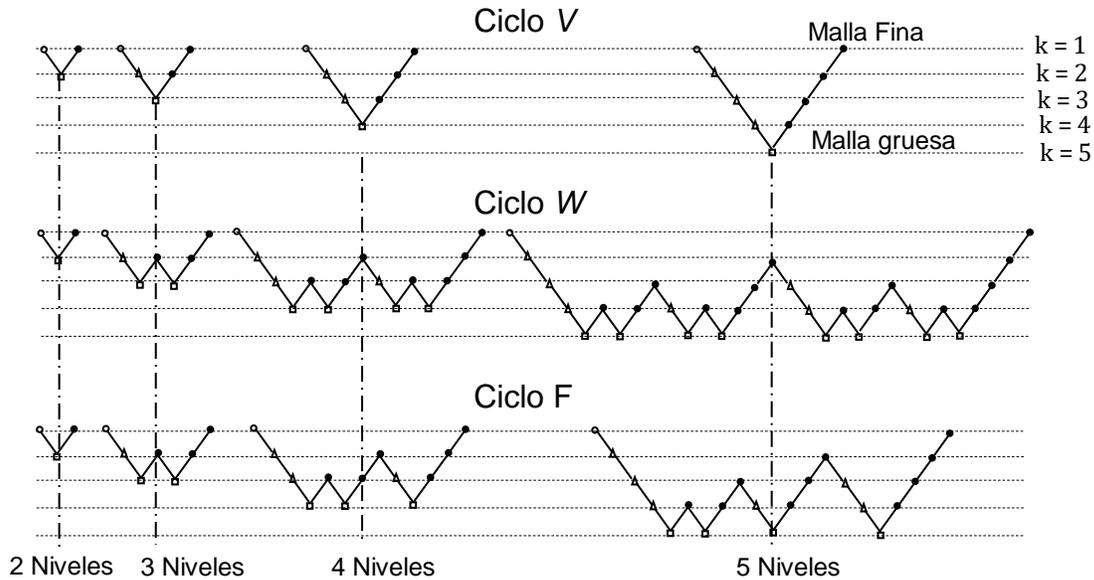 Ciclo V
Malla Fina
k = 1
k = 2
k = 3
k = 4
Malla gruesa
k = 5
Ciclo W
Ciclo F
2 Niveles
3 Niveles
4 Niveles
5 Niveles